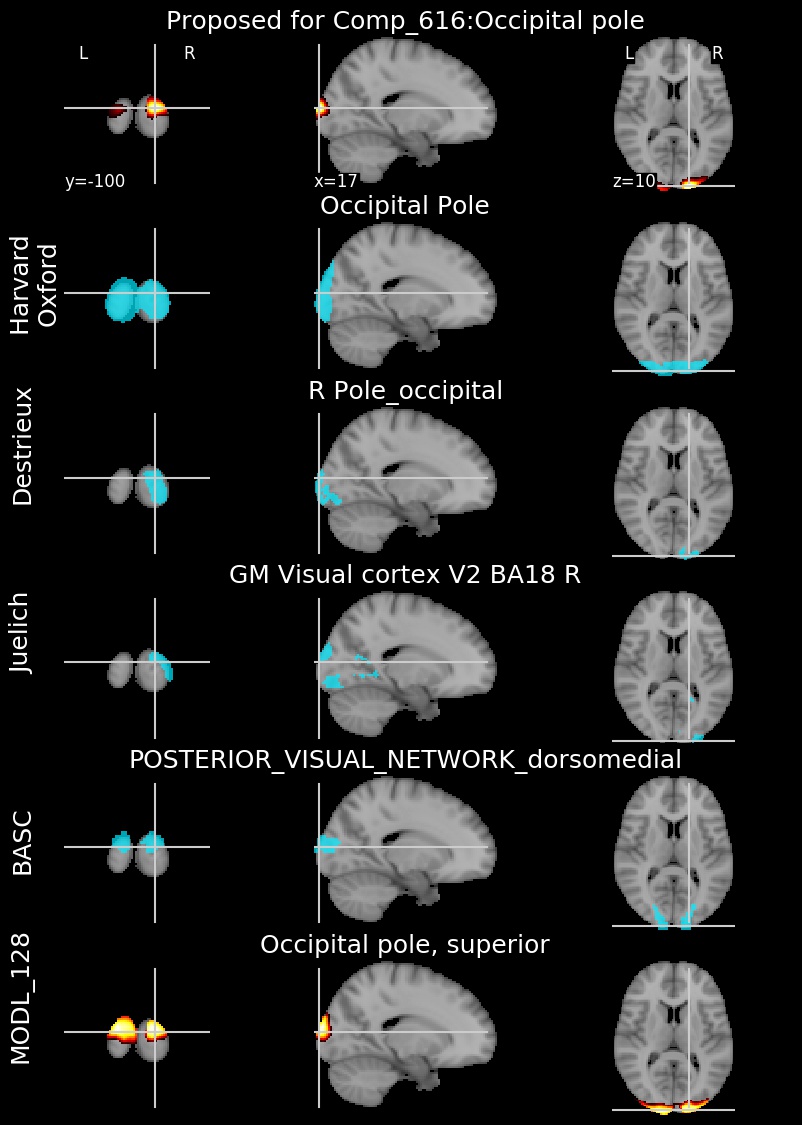 Proposed for Comp_616:Occipital pole
L R L R
y=-100 x=17 z=10
Occipital Pole
Harvard
Oxford
R Pole_occipital
Destrieux
GM Visual cortex V2 BA18 R
Juelich
POSTERIOR_VISUAL_NETWORK_dorsomedial
BASC
Occipital pole, superior
MODL_128